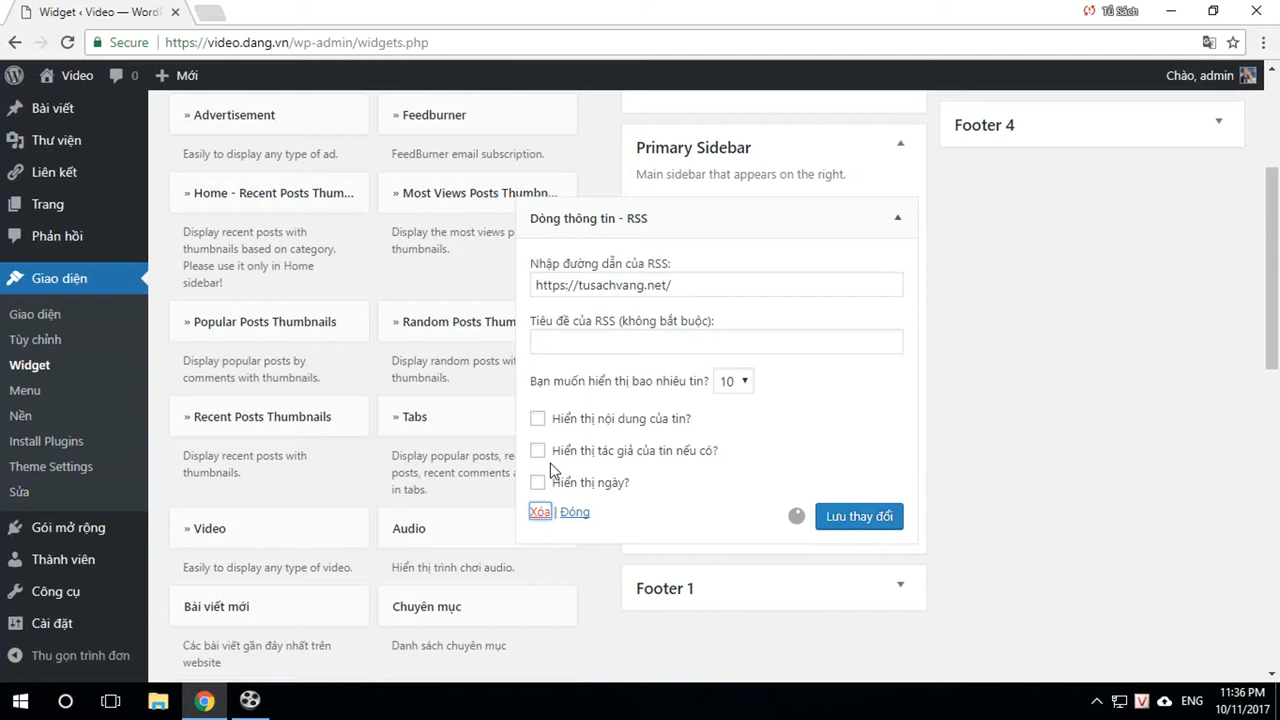 Widget ‹ Video — WordP
Tủ Sách
Secure
https://video.dang.vn/wp-admin/widgets.php
Video
0
Mới
Chào, admin
Bài viết
Thư viện
Liên kết
Trang
Phản hồi
Giao diện
Giao diện
Tùy chỉnh
Widget
Menu
Nền
Install Plugins
Theme Settings
Sửa
Gói mở rộng
Thành viên
Công cụ
Cài đặt
Thu gọn trình đơn
» Advertisement
Easily to display any type of ad.
» Feedburner
FeedBurner email subscription.
» Home - Recent Posts Thum...
Display recent posts with
thumbnails based on category.
Please use it only in Home
sidebar!
» Most Views Posts Thumbn...
Display the most views p
thumbnails.
» Popular Posts Thumbnails
Display popular posts by
comments with thumbnails.
» Random Posts Thum
Display random posts wit
thumbnails.
» Recent Posts Thumbnails
Display recent posts with
thumbnails.
» Tabs
Display popular posts, re
posts, recent comments a
in tabs.
» Video
Easily to display any type of video.
Audio
Hiển thị trình chơi audio.
Bài viết mới
Các bài viết gần đây nhất trên
website
Chuyên mục
Danh sách chuyên mục
Primary Sidebar
Main sidebar that appears on the right.
Dòng thông tin - RSS
Nhập đường dẫn của RSS:
https://tusachvang.net/
Tiêu đề của RSS (không bắt buộc):
Bạn muốn hiển thị bao nhiêu tin? 10
Hiển thị nội dung của tin?
Hiển thị tác giả của tin nếu có?
Hiển thị ngày?
Xóa | Đóng
Lưu thay đổi
Footer 1
Footer 4
ENG
11:36 PM
10/11/2017